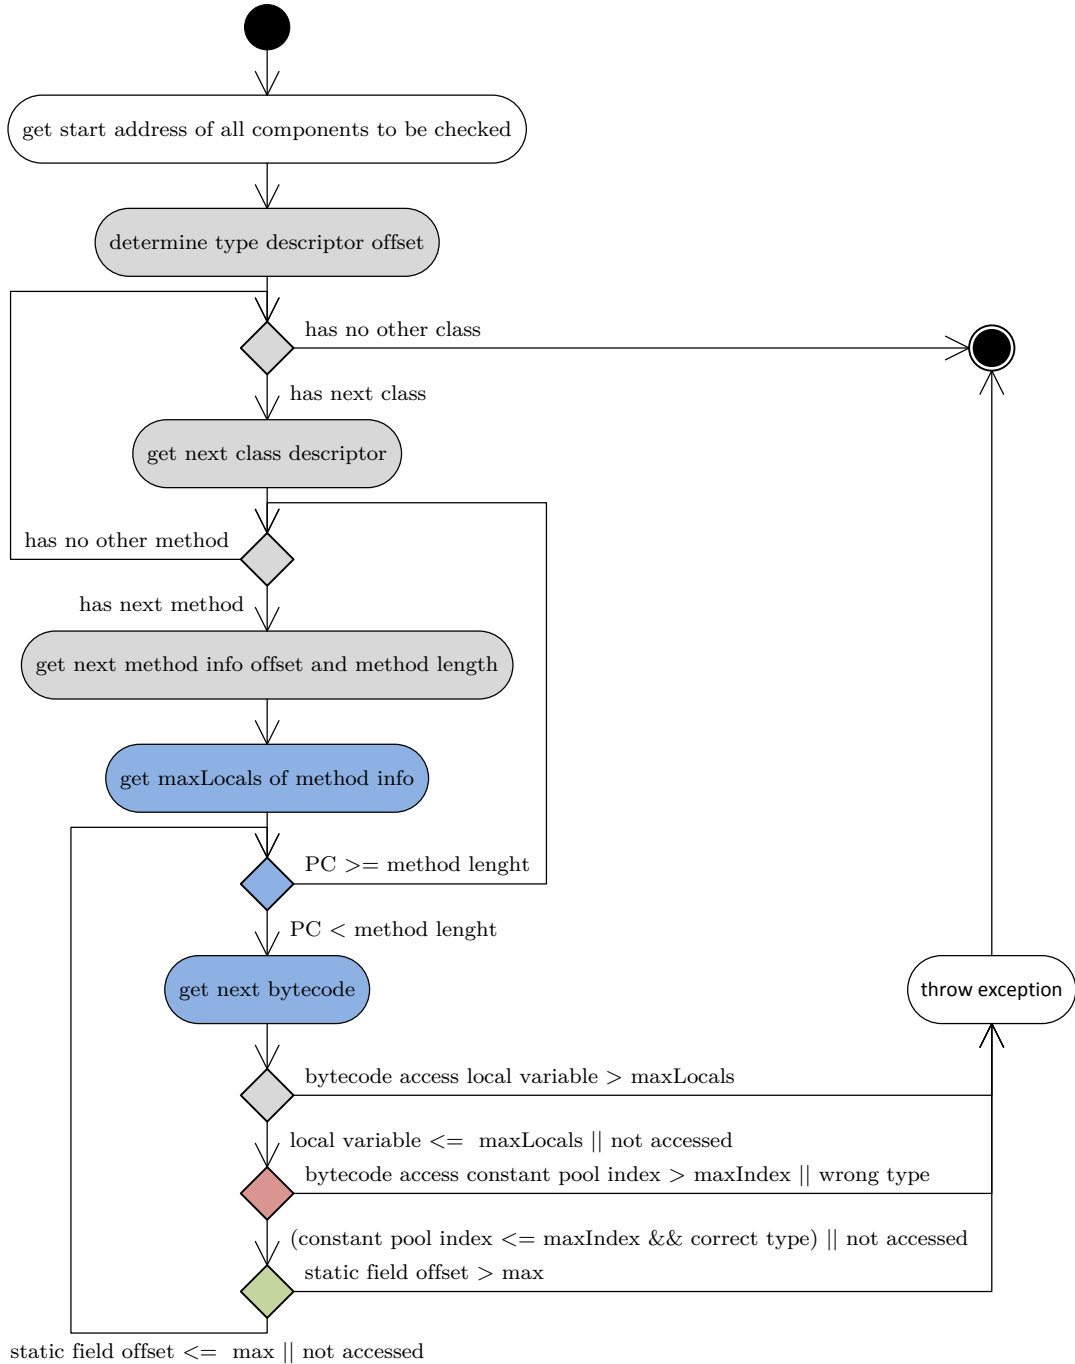 get start address of all components to be checked
determine type descriptor offset
has no other class
has next class
get next class descriptor
has no other method
has next method
get next method info offset and method length
get maxLocals of method info
PC >= method lenght
PC < method lenght
get next bytecode
throw exception
bytecode access local variable > maxLocals
local variable <= maxLocals || not accessed
bytecode access constant pool index > maxIndex || wrong type
(constant pool index <= maxIndex && correct type) || not accessed
static field offset > max
static field offset <= max || not accessed